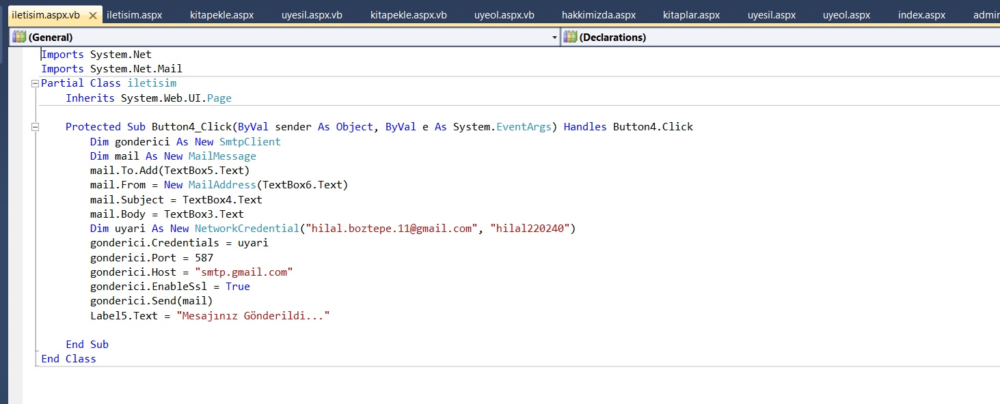 iletisim.aspx.vb iletisim.aspx kitapekle.aspx uyesil.aspx.vb kitapekle.aspx.vb uyeol.aspx.vb hakkimizda.aspx kitaplar.aspx uyesil.aspx uyeol.aspx index.aspx admin
(General) (Declarations)
Imports System.Net
Imports System.Net.Mail
Partial Class iletisim
Inherits System.Web.UI.Page
Protected Sub Button4_Click(ByVal sender As Object, ByVal e As System.EventArgs) Handles Button4.Click
Dim gonderici As New SmtpClient
Dim mail As New MailMessage
mail.To.Add(TextBox5.Text)
mail.From = New MailAddress(TextBox6.Text)
mail.Subject = TextBox4.Text
mail.Body = TextBox3.Text
Dim uyari As New NetworkCredential("hilal.boztepe.11@gmail.com", "hilal220240")
gonderici.Credentials = uyari
gonderici.Port = 587
gonderici.Host = "smtp.gmail.com"
gonderici.EnableSsl = True
gonderici.Send(mail)
Label5.Text = "Mesajınız Gönderildi..."
End Sub
End Class